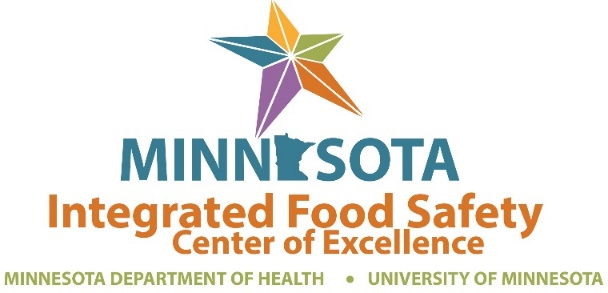 MINNESOTA
Integrated Food Safety
Center of Excellence
MINNESOTA DEPARTMENT OF HEALTH • UNIVERSITY OF MINNESOTA